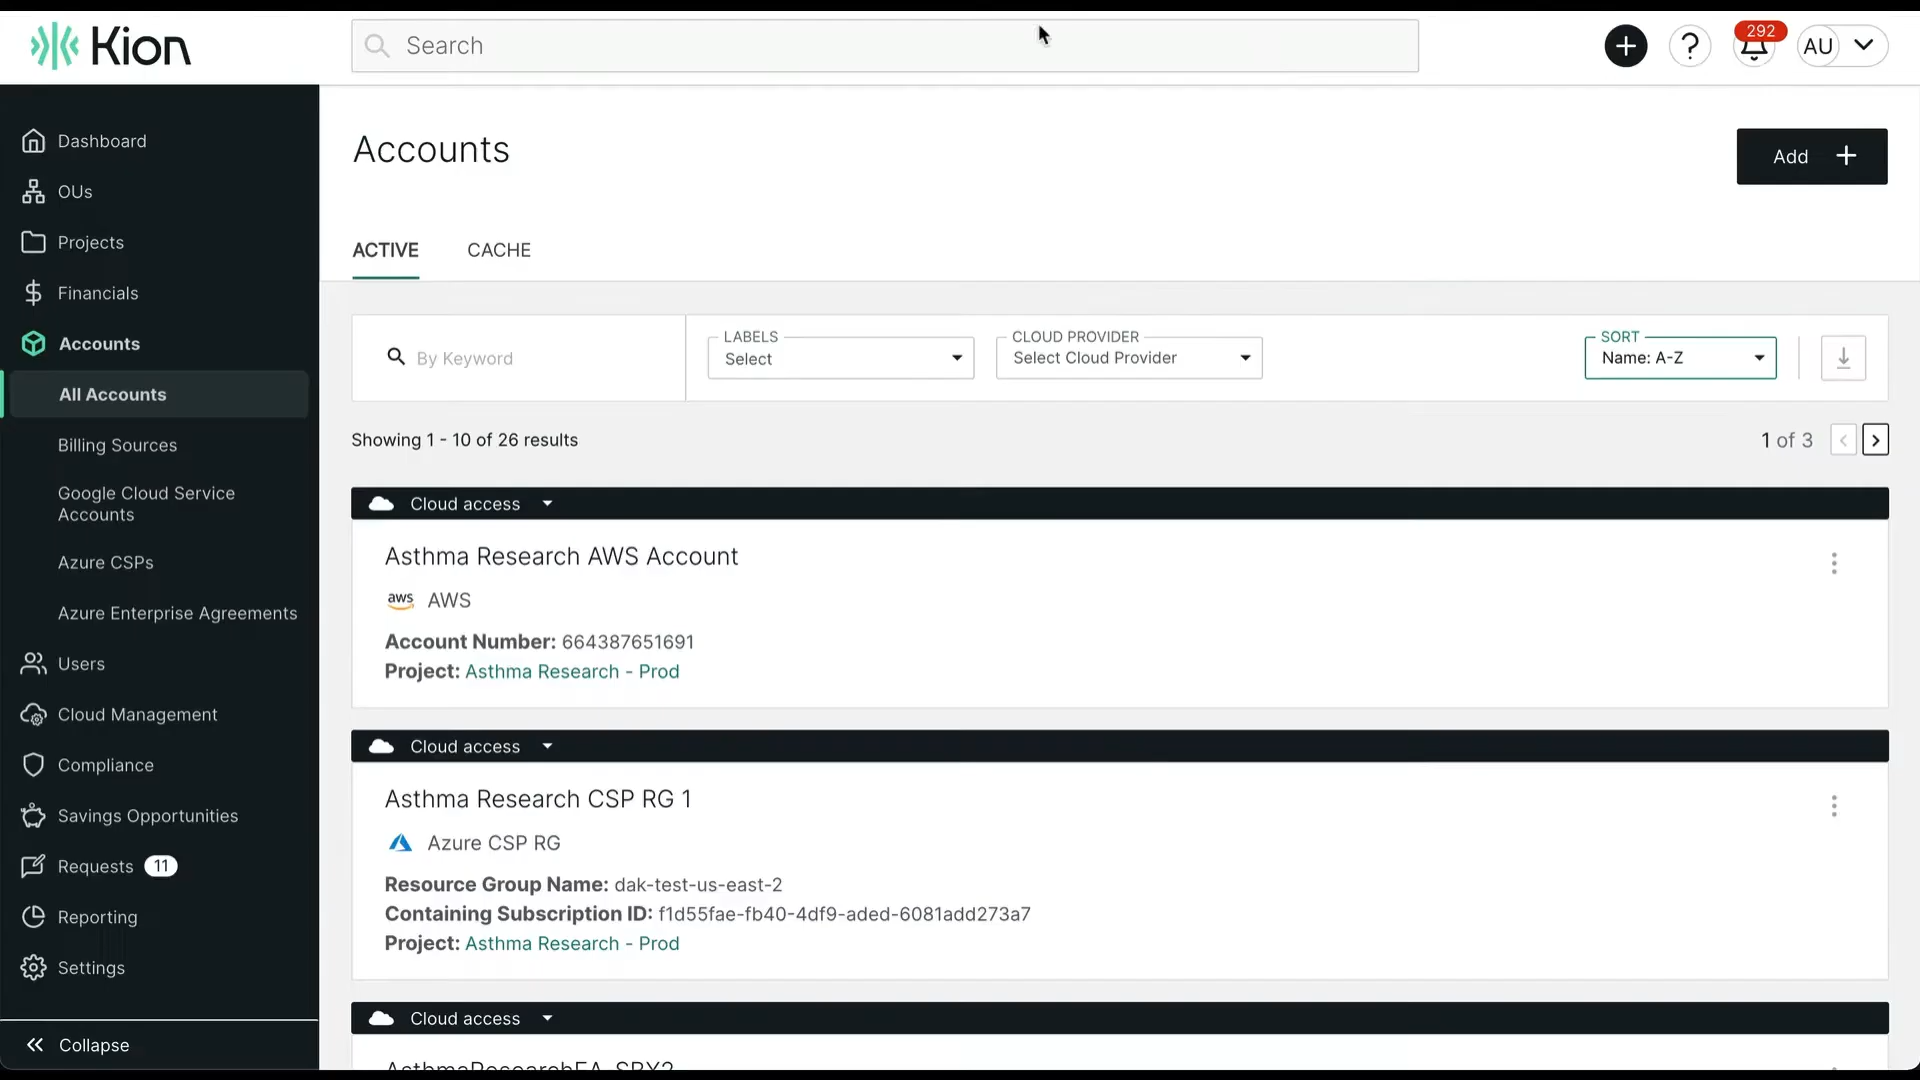 Kion
Search
292
AU
Dashboard
OUs
Projects
Financials
Accounts
All Accounts
Billing Sources
Google Cloud Service
Accounts
Azure CSPs
Azure Enterprise Agreements
Users
Cloud Management
Compliance
Savings Opportunities
Requests 11
Reporting
Settings
Collapse
Accounts
Add
ACTIVE CACHE
By Keyword
LABELS
Select
CLOUD PROVIDER
Select Cloud Provider
SORT
Name: A-Z
Showing 1 - 10 of 26 results
1 of 3
Cloud access
Asthma Research AWS Account
aws AWS
Account Number: 664387651691
Project: Asthma Research - Prod
Cloud access
Asthma Research CSP RG 1
Azure CSP RG
Resource Group Name: dak-test-us-east-2
Containing Subscription ID: f1d55fae-fb40-4df9-aded-6081add273a7
Project: Asthma Research - Prod
Cloud access
AsthmaResearchEA-SBX2